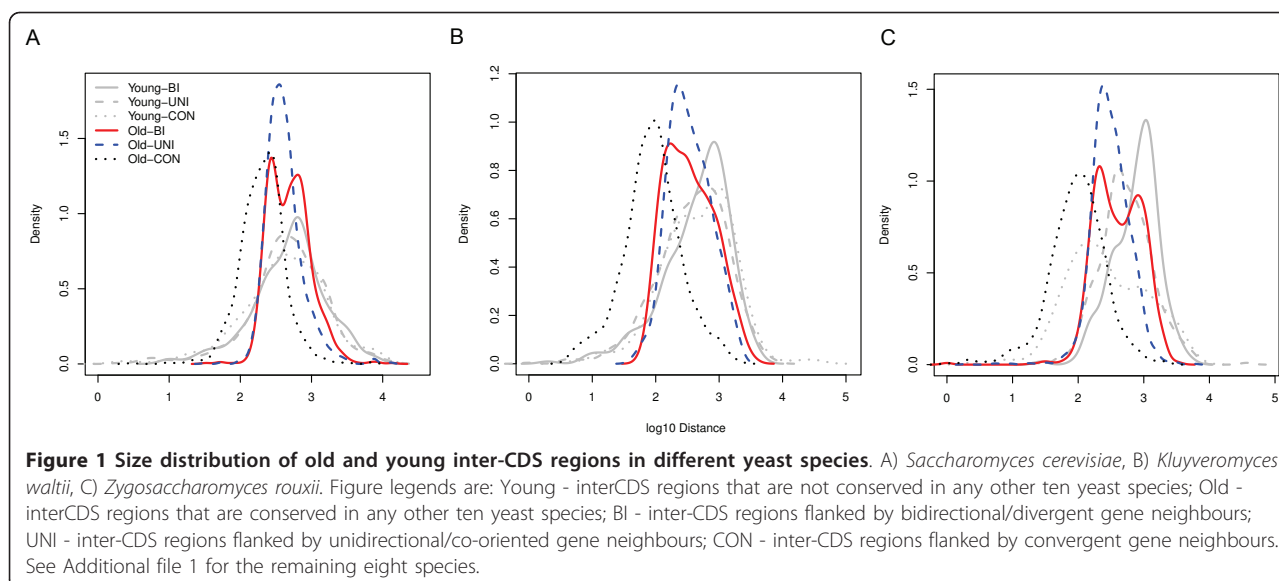 A
B
C
Young-BI
Young-UNI
Young-CON
Old-BI
Old-UNI
Old-CON
Density
0.0
0.5
1.0
1.5
0
1
2
3
4
Density
0.0
0.2
0.4
0.6
0.8
1.0
1.2
0
1
2
3
4
5
log10 Distance
Density
0.0
0.5
1.0
1.5
0
1
2
3
4
5
Figure 1 Size distribution of old and young inter-CDS regions in different yeast species. A) Saccharomyces cerevisiae, B) Kluyveromyces
waltii, C) Zygosaccharomyces rouxii. Figure legends are: Young - interCDS regions that are not conserved in any other ten yeast species; Old -
interCDS regions that are conserved in any other ten yeast species; BI - inter-CDS regions flanked by bidirectional/divergent gene neighbours;
UNI - inter-CDS regions flanked by unidirectional/co-oriented gene neighbours; CON - inter-CDS regions flanked by convergent gene neighbours.
See Additional file 1 for the remaining eight species.